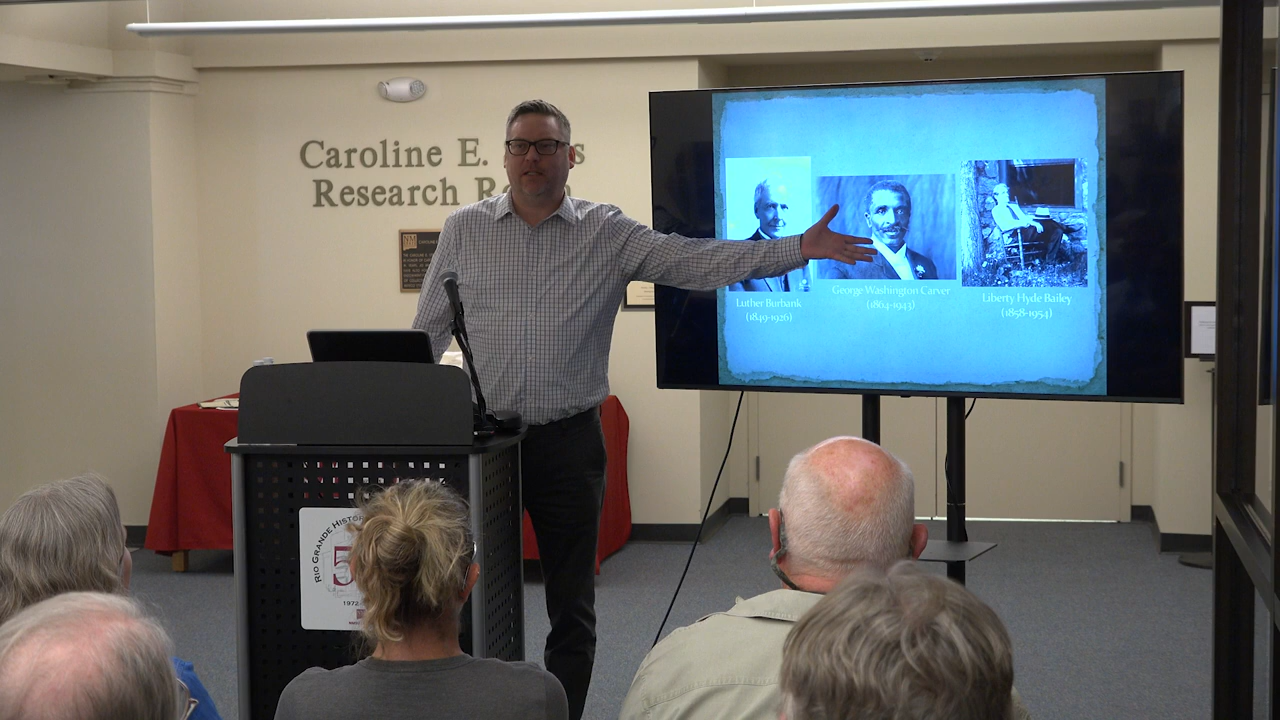 Caroline E.
Research
Luther Burbank
(1849-1926)
George Washington Carver
(1864-1943)
Liberty Hyde Bailey
(1858-1954)
RIO GRANDE HISTOR
5
1972